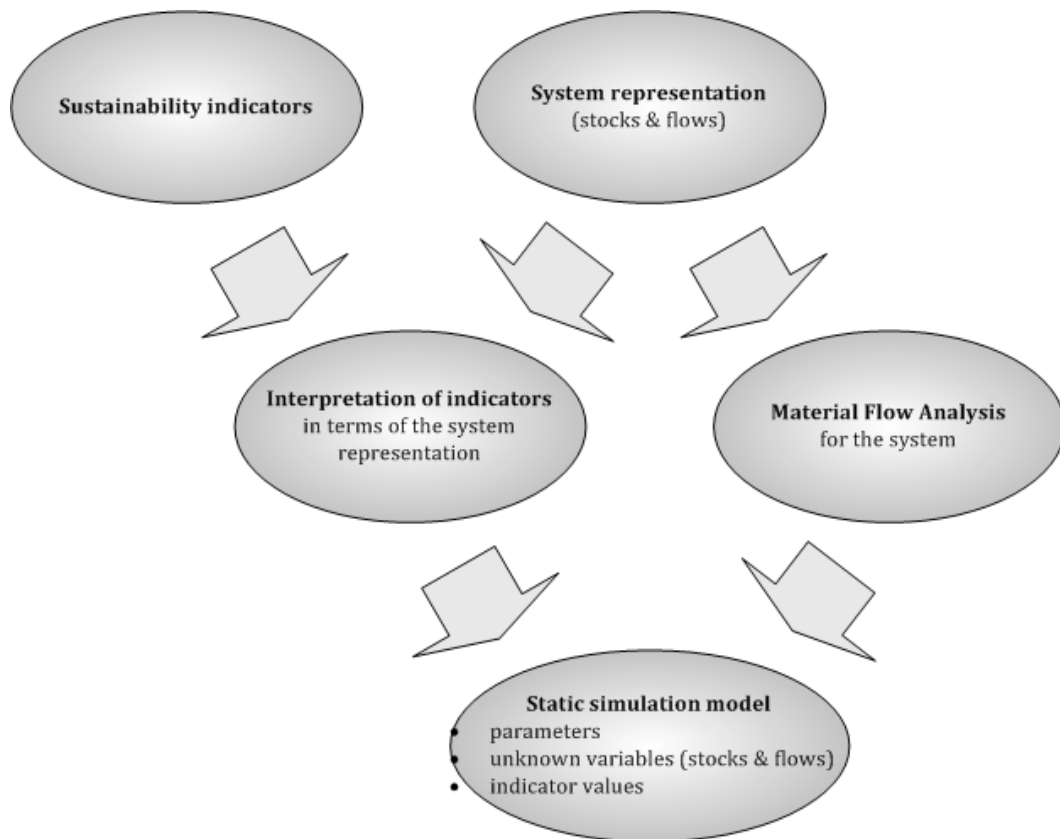 Sustainability indicators
System representation
(stocks & flows)
Interpretation of indicators
in terms of the system
representation
Material Flow Analysis
for the system
Static simulation model
• parameters
• unknown variables (stocks & flows)
• indicator values